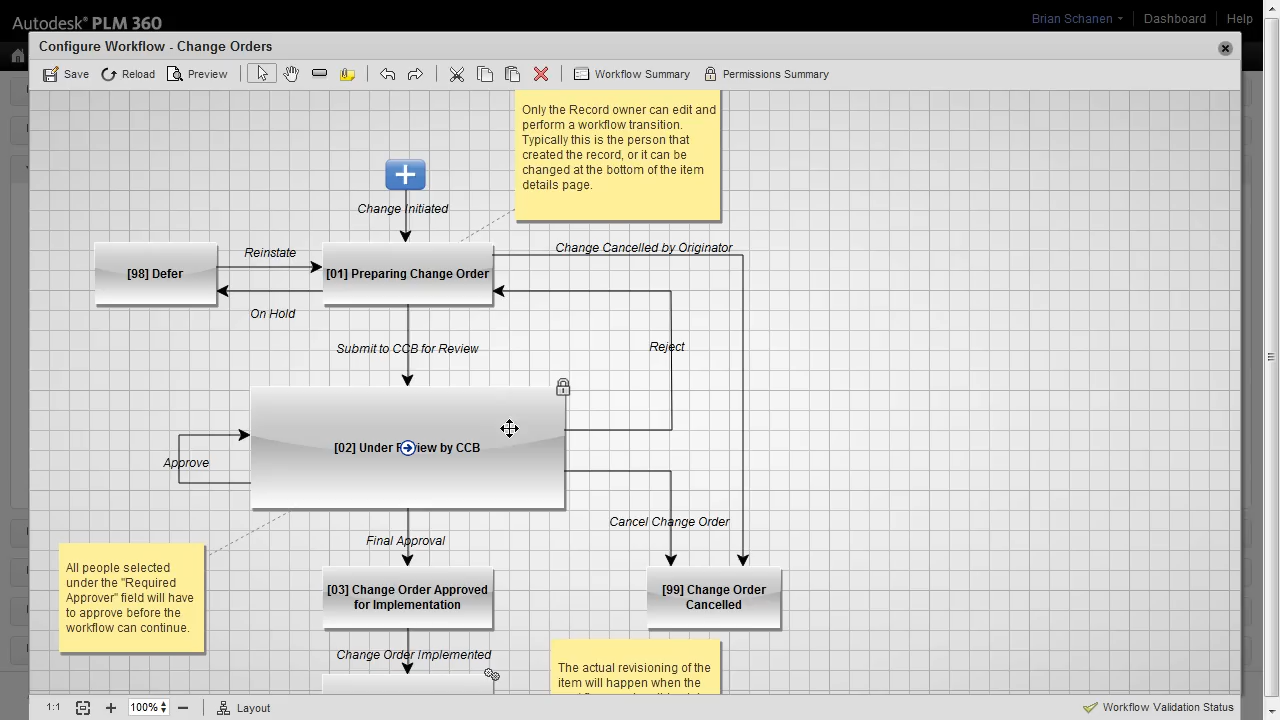 Autodesk® PLM 360
Brian Schanen
Dashboard
Help
Configure Workflow - Change Orders
Save
Reload
Preview
Workflow Summary
Permissions Summary
Only the Record owner can edit and
perform a workflow transition.
Typically this is the person that
created the record, or it can be
changed at the bottom of the item
details page.
Change Initiated
Change Cancelled by Originator
Reinstate
[98] Defer
[01] Preparing Change Order
On Hold
Submit to CCB for Review
Reject
[02] Under Review by CCB
Approve
Cancel Change Order
Final Approval
All people selected
under the "Required
Approver" field will have
to approve before the
workflow can continue.
[03] Change Order Approved
for Implementation
[99] Change Order
Cancelled
Change Order Implemented
The actual revisioning of the
item will happen when the
1:1
100%
Layout
Workflow Validation Status